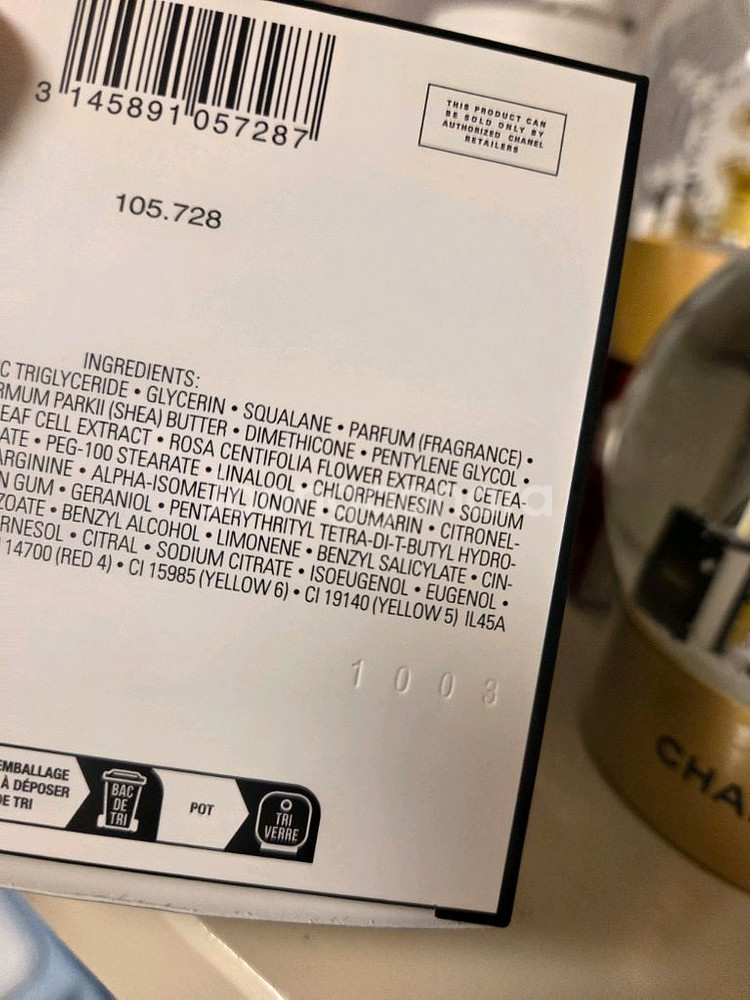 3 145891 057287
THIS PRODUCT CAN
BE SOLD ONLY BY
AUTHORIZED CHANEL
RETAILERS
105.728
INGREDIENTS:
C TRIGLYCERIDE • GLYCERIN • SQUALANE • PARFUM (FRAGRANCE) •
RMUM PARKII (SHEA) BUTTER • DIMETHICONE • PENTYLENE GLYCOL •
EAF CELL EXTRACT • ROSA CENTIFOLIA FLOWER EXTRACT • CETEA
ATE • PEG-100 STEARATE • LINALOOL • CHLORPHENESIN • SODIUM
ARGININE • ALPHA-ISOMETHYL IONONE • COUMARIN • CITRONEL-
N GUM • GERANIOL • PENTAERYTHRITYL TETRA-DI-T-BUTYL HYDRO-
ZOATE • BENZYL ALCOHOL • LIMONENE • BENZYL SALICYLATE • CIN-
RNESOL • CITRAL • SODIUM CITRATE • ISOEUGENOL • EUGENOL •
14700 (RED 4) • CI 15985 (YELLOW 6) • CI 19140 (YELLOW 5) IL45A
1003
EMBALLAGE
À DÉPOSER
DE TRI
BAC
DE
TRI
POT
TRI
VERRE
CHA